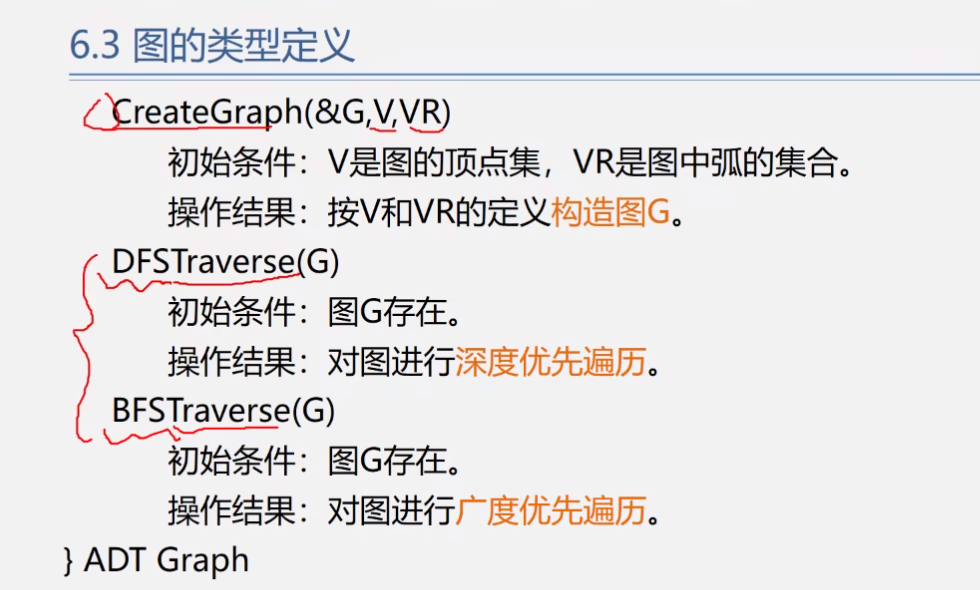 6.3 图的类型定义
CreateGraph(&G,V,VR)
初始条件：V是图的顶点集，VR是图中弧的集合。
操作结果：按V和VR的定义构造图G。
DFSTraverse(G)
初始条件：图G存在。
操作结果：对图进行深度优先遍历。
BFSTraverse(G)
初始条件：图G存在。
操作结果：对图进行广度优先遍历。
} ADT Graph